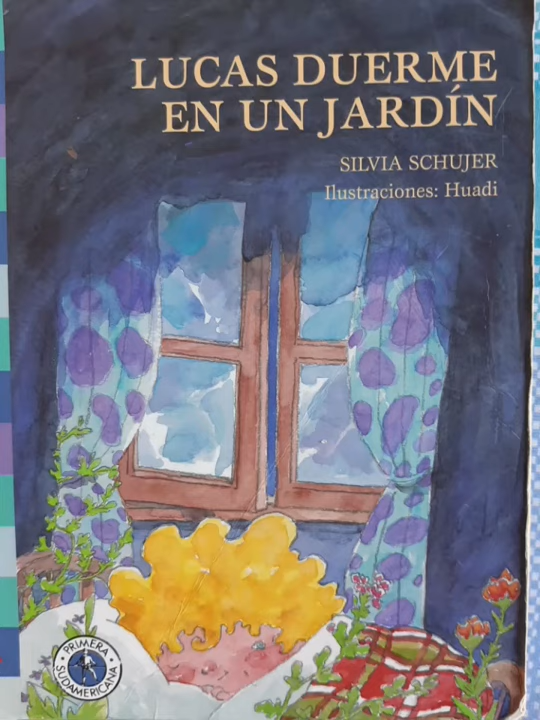 LUCAS DUERME
EN UN JARDÍN
SILVIA SCHUJER
Ilustraciones: Huadi
PRIMERA
SUDAMERICANA